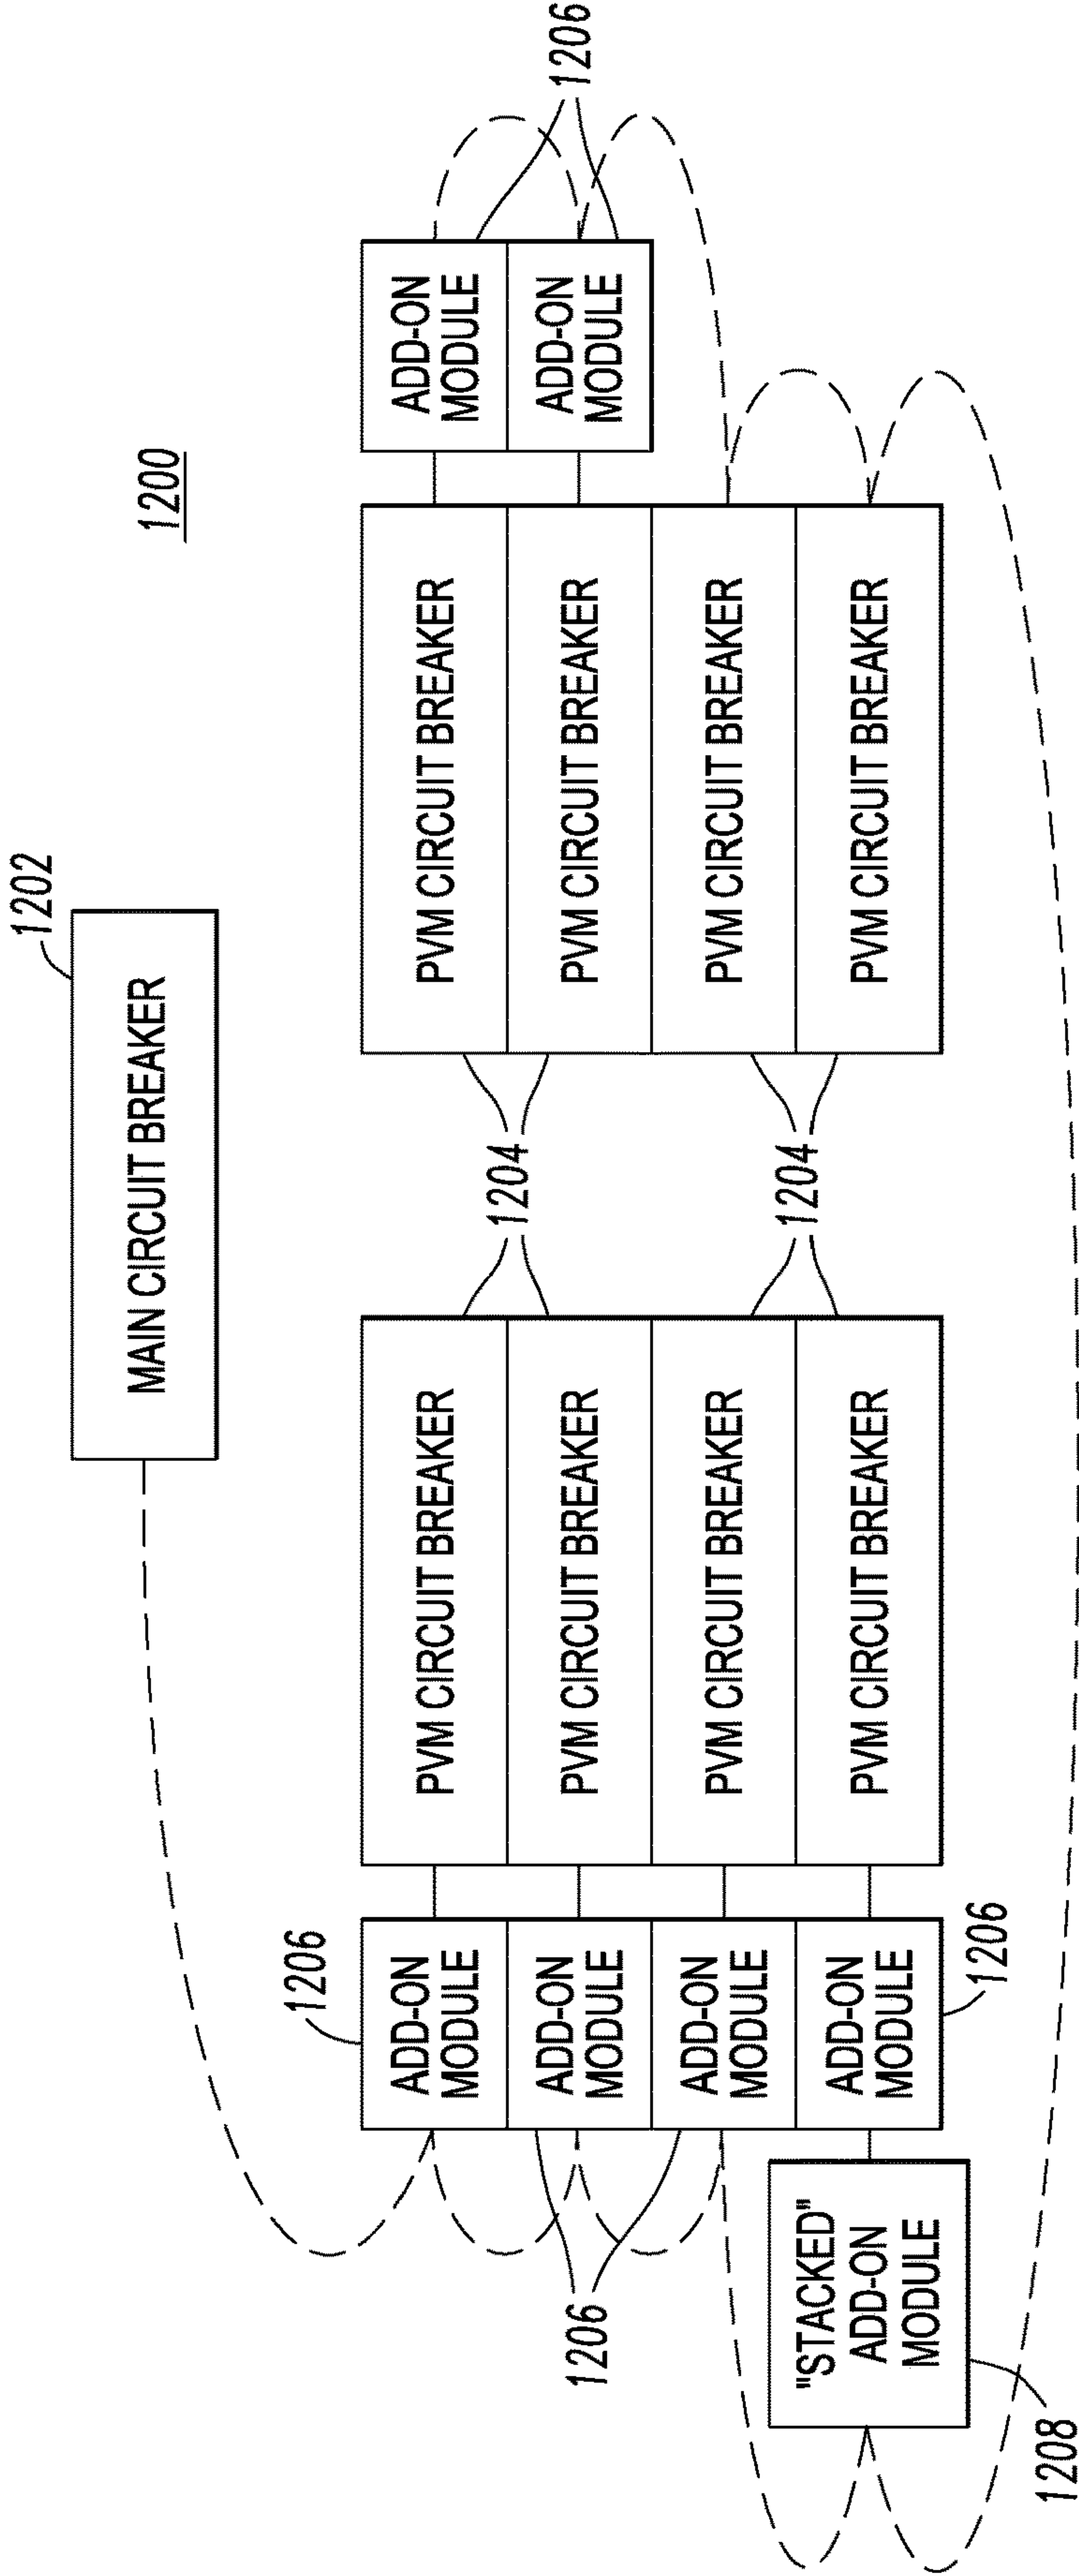 1200
1202
MAIN CIRCUIT BREAKER
1206
ADD-ON
MODULE
PVM CIRCUIT BREAKER
PVM CIRCUIT BREAKER
ADD-ON
MODULE
1206
ADD-ON
MODULE
PVM CIRCUIT BREAKER
1204
PVM CIRCUIT BREAKER
ADD-ON
MODULE
1206
ADD-ON
MODULE
PVM CIRCUIT BREAKER
PVM CIRCUIT BREAKER
1204
"STACKED"
ADD-ON
MODULE
ADD-ON
MODULE
PVM CIRCUIT BREAKER
PVM CIRCUIT BREAKER
1206
1208